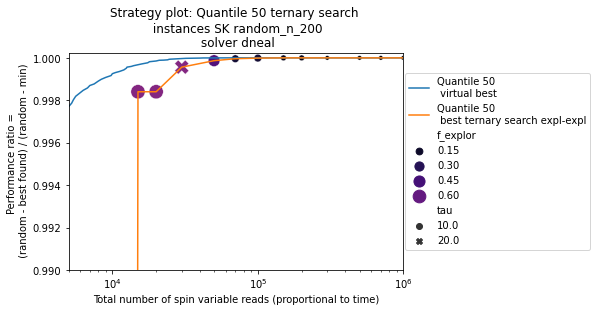 Strategy plot: Quantile 50 ternary search
instances SK random_n_200
solver dneal
Performance ratio =
(random - best found) / (random - min)
1.000
0.998
0.996
0.994
0.992
0.990
10^4
10^5
10^6
Total number of spin variable reads (proportional to time)
Quantile 50
virtual best
Quantile 50
best ternary search expl-expl
f_explor
0.15
0.30
0.45
0.60
tau
10.0
20.0